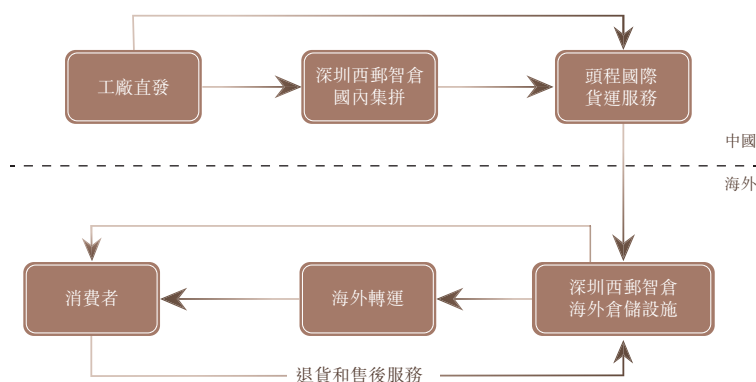 工廠直發
深圳西郵智倉
國內集拼
頭程國際
貨運服務
中國
海外
消費者
海外轉運
深圳西郵智倉
海外倉儲設施
退貨和售後服務